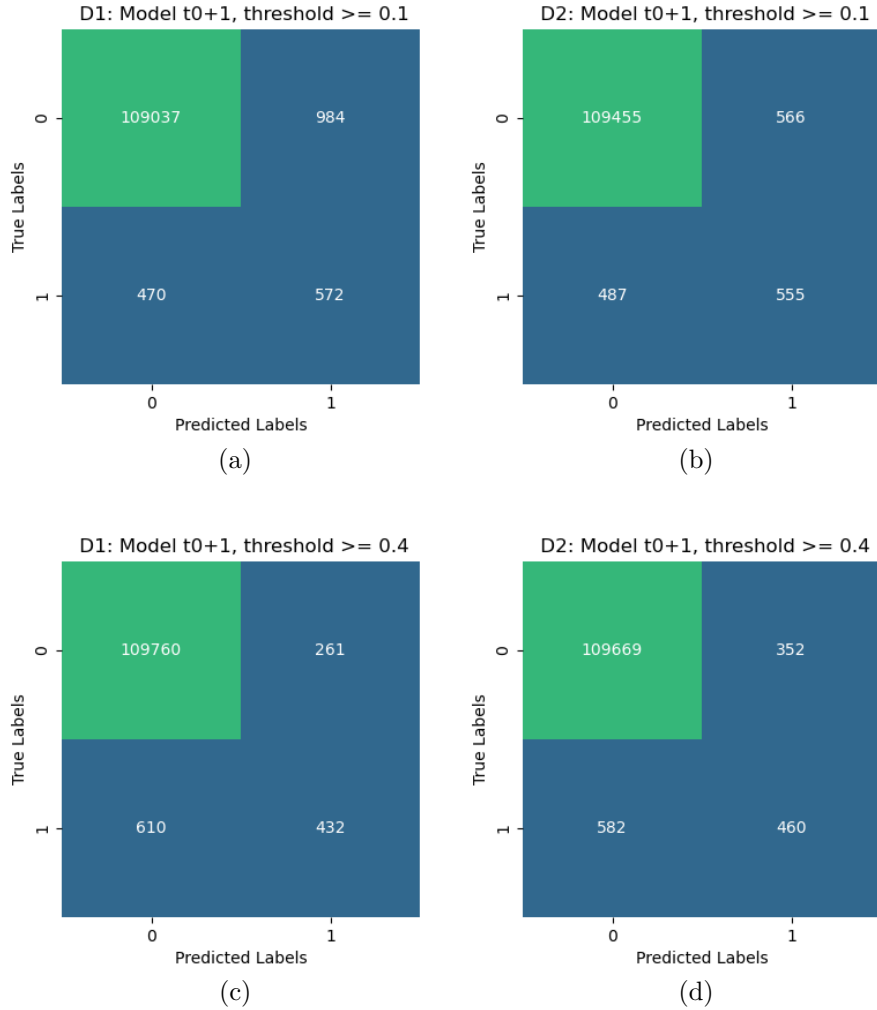 D1: Model t0+1, threshold >= 0.1
0
109037
984
True Labels
1
470
572
0
1
Predicted Labels
(a)
D2: Model t0+1, threshold >= 0.1
0
109455
566
True Labels
1
487
555
0
1
Predicted Labels
(b)
D1: Model t0+1, threshold >= 0.4
0
109760
261
True Labels
1
610
432
0
1
Predicted Labels
(c)
D2: Model t0+1, threshold >= 0.4
0
109669
352
True Labels
1
582
460
0
1
Predicted Labels
(d)